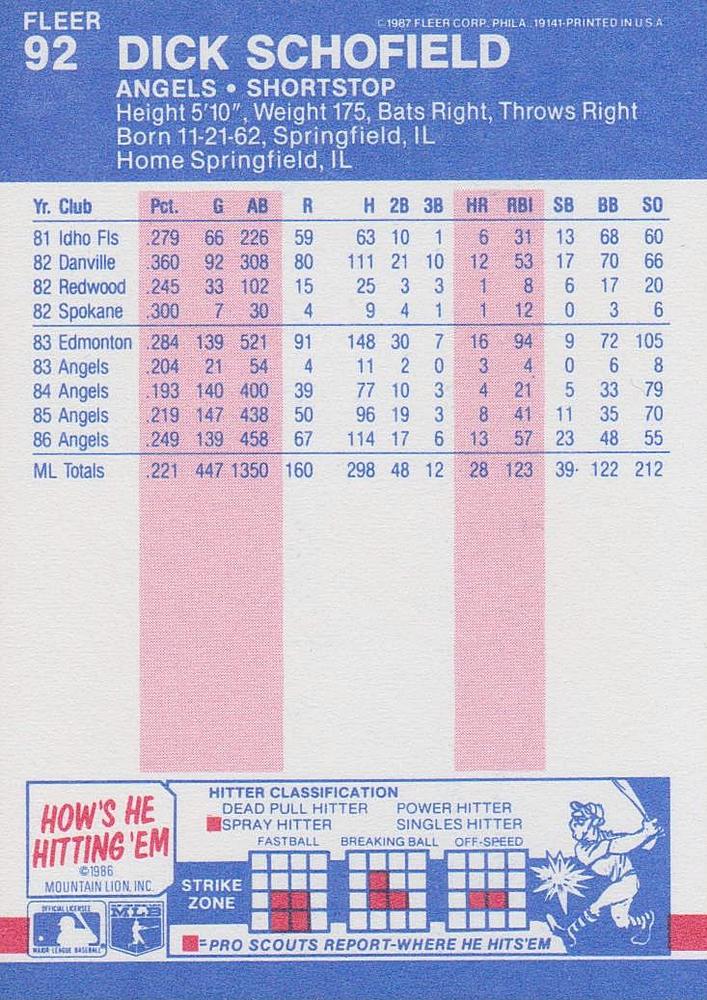 FLEER
©1987 FLEER CORP. PHILA. 19141-PRINTED IN U.S.A
92 DICK SCHOFIELD
ANGELS • SHORTSTOP
Height 5'10", Weight 175, Bats Right, Throws Right
Born 11-21-62, Springfield, IL
Home Springfield, IL
Yr. Club Pct. G AB R H 2B 3B HR RBI SB BB SO
81 Idho Fls .279 66 226 59 63 10 1 6 31 13 68 60
82 Danville .360 92 308 80 111 21 10 12 53 17 70 66
82 Redwood .245 33 102 15 25 3 3 1 8 6 17 20
82 Spokane .300 7 30 4 9 4 1 1 12 0 3 6
83 Edmonton .284 139 521 91 148 30 7 16 94 9 72 105
83 Angels .204 21 54 4 11 2 0 3 4 0 6 8
84 Angels .193 140 400 39 77 10 3 4 21 5 33 79
85 Angels .219 147 438 50 96 19 3 8 41 11 35 70
86 Angels .249 139 458 67 114 17 6 13 57 23 48 55
ML Totals .221 447 1350 160 298 48 12 28 123 39 122 212
HOW'S HE
HITTING 'EM
©1986
MOUNTAIN LION, INC.
HITTER CLASSIFICATION
DEAD PULL HITTER POWER HITTER
SPRAY HITTER SINGLES HITTER
FASTBALL BREAKING BALL OFF-SPEED
STRIKE
ZONE
=PRO SCOUTS REPORT-WHERE HE HITS'EM
OFFICIAL LICENSEE
MAJOR LEAGUE BASEBALL
MLB